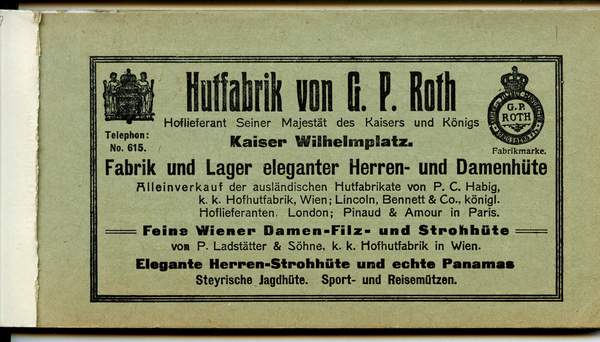 Hutfabrik von G. P. Roth
Hoflieferant Seiner Majestät des Kaisers und Königs
Telephon:
No. 615.
Kaiser Wilhelmplatz.
G. P.
ROTH
Fabrikmarke.
Fabrik und Lager eleganter Herren- und Damenhüte
Alleinverkauf der ausländischen Hutfabrikate von P. C. Habig,
k. k. Hofhutfabrik, Wien; Lincoln, Bennett & Co., königl.
Hoflieferanten. London; Pinaud & Amour in Paris.
Feine Wiener Damen-Filz- und Strohhüte
von P. Ladstätter & Söhne, k. k. Hofhutfabrik in Wien.
Elegante Herren-Strohhüte und echte Panamas
Steyrische Jagdhüte. Sport- und Reisemützen.